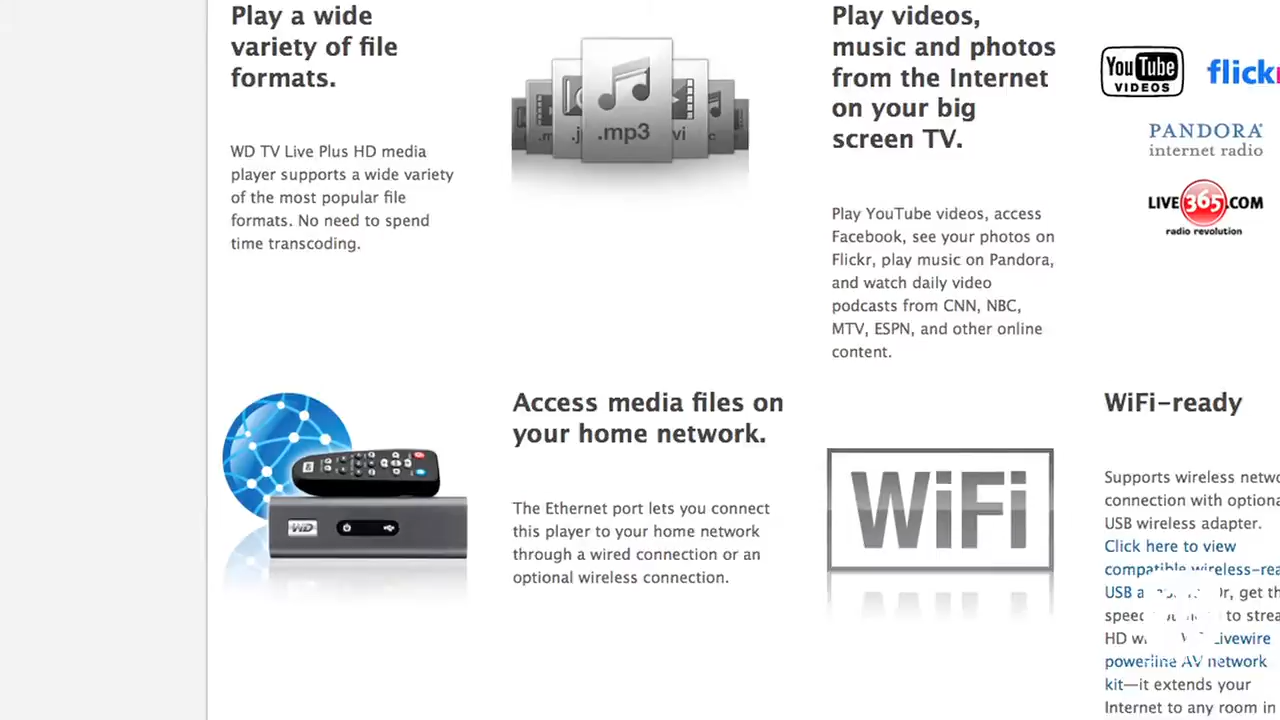 Play a wide
variety of file
formats.
WD TV Live Plus HD media
player supports a wide variety
of the most popular file
formats. No need to spend
time transcoding.
.mp3
Play videos,
music and photos
from the Internet
on your big
screen TV.
Play YouTube videos, access
Facebook, see your photos on
Flickr, play music on Pandora,
and watch daily video
podcasts from CNN, NBC,
MTV, ESPN, and other online
content.
YouTube
VIDEOS
flickr
PANDORA
internet radio
LIVE365.COM
radio revolution
WD
Access media files on
your home network.
The Ethernet port lets you connect
this player to your home network
through a wired connection or an
optional wireless connection.
WiFi
WiFi-ready
Supports wireless
connection with
USB wireless adapter.
Click here to view
compatible
USB get
to
HD
powerline AV network
kit—it extends your
Internet to any room in